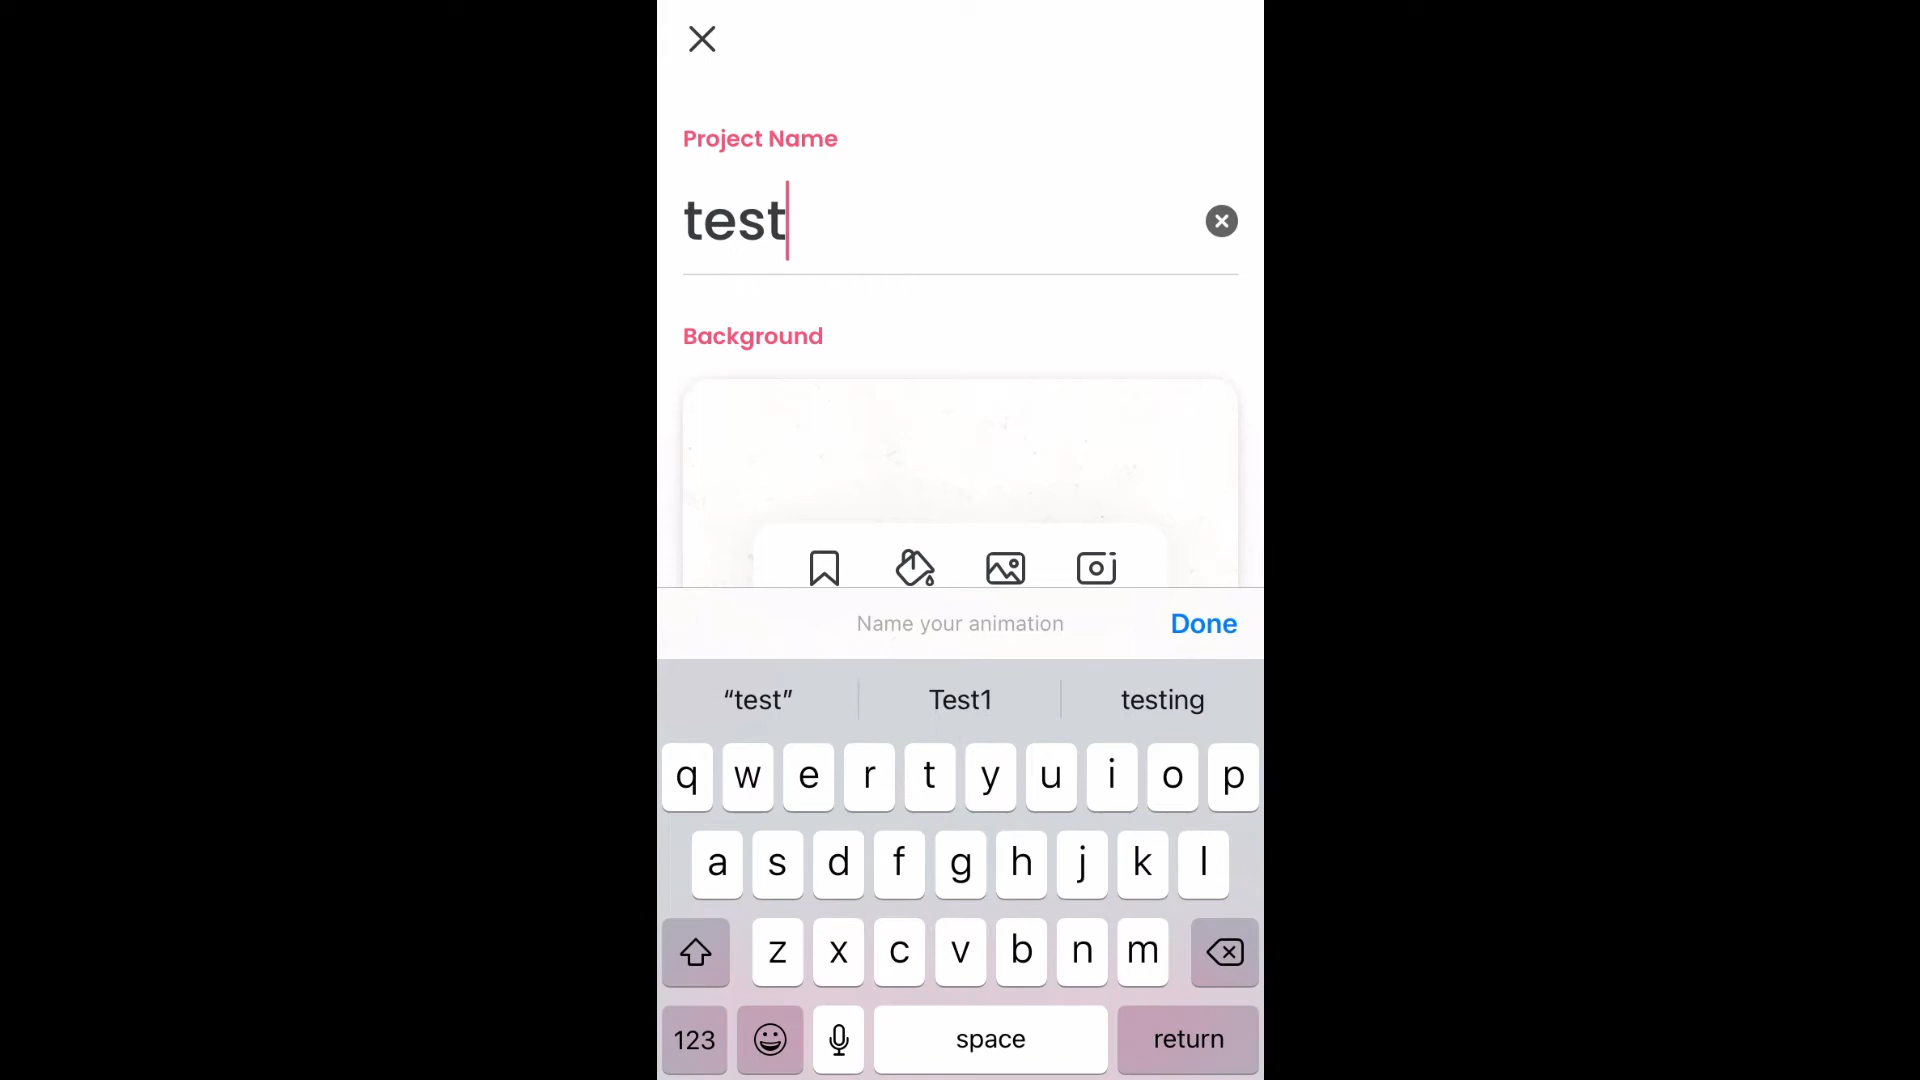 Project Name
test
Background
Name your animation Done
“test” Test1 testing
q w e r t y u i o p
a s d f g h j k l
z x c v b n m
123 space return